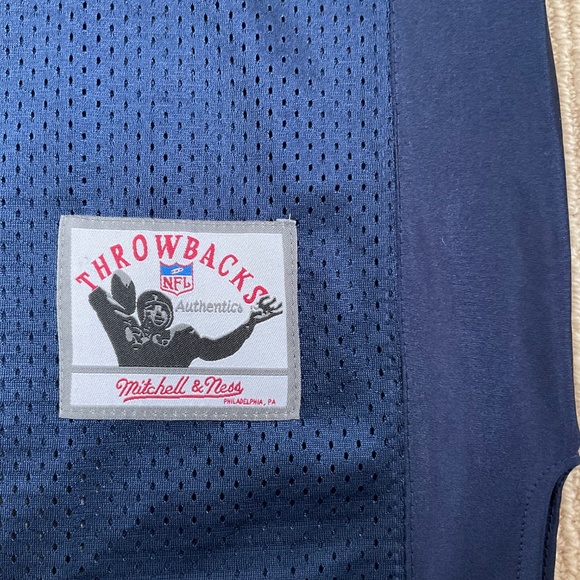 THROWBACKS
NFL
Authentics
Mitchell & Ness
PHILADELPHIA, PA